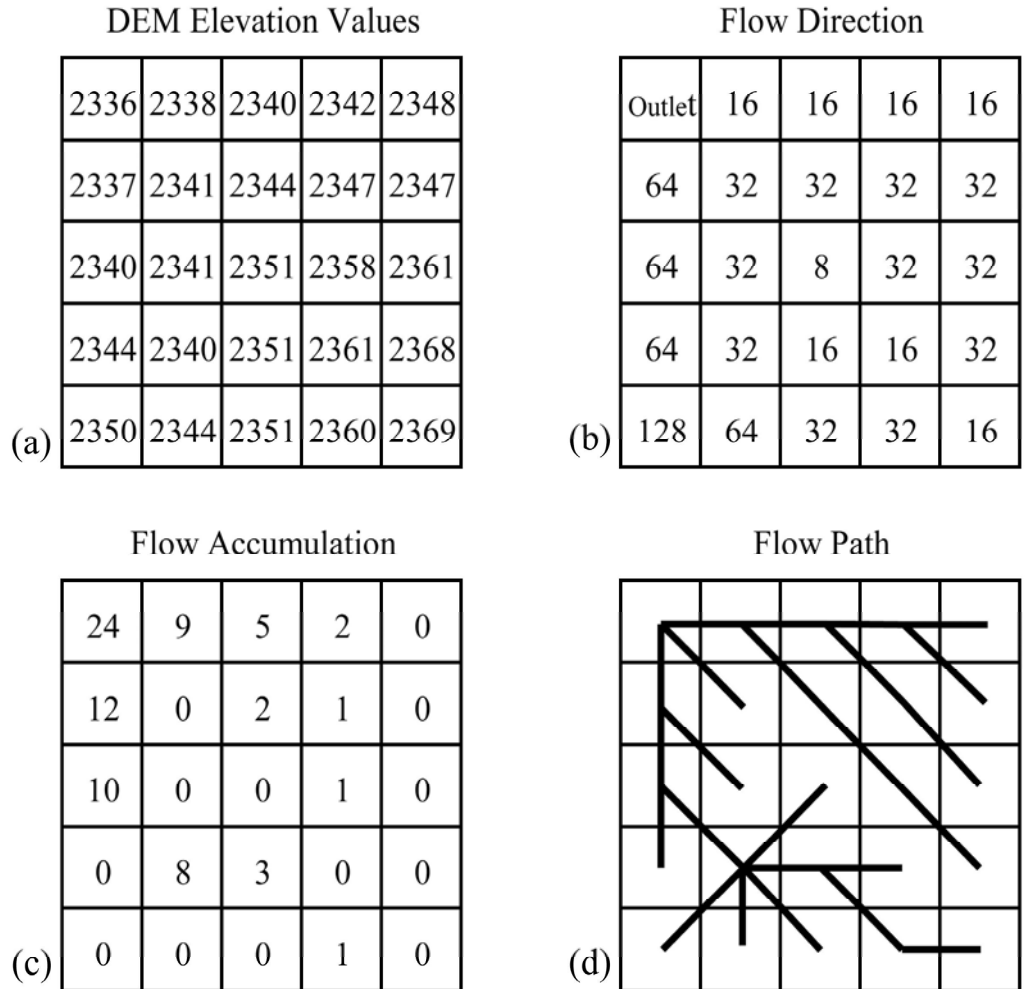 DEM Elevation Values
Flow Direction
2336 2338 2340 2342 2348
2337 2341 2344 2347 2347
2340 2341 2351 2358 2361
2344 2340 2351 2361 2368
(a) 2350 2344 2351 2360 2369
Outlet 16 16 16 16
64 32 32 32 32
64 32 8 32 32
64 32 16 16 32
(b) 128 64 32 32 16
Flow Accumulation
Flow Path
24 9 5 2 0
12 0 2 1 0
10 0 0 1 0
0 8 3 0 0
(c) 0 0 0 1 0
(d)